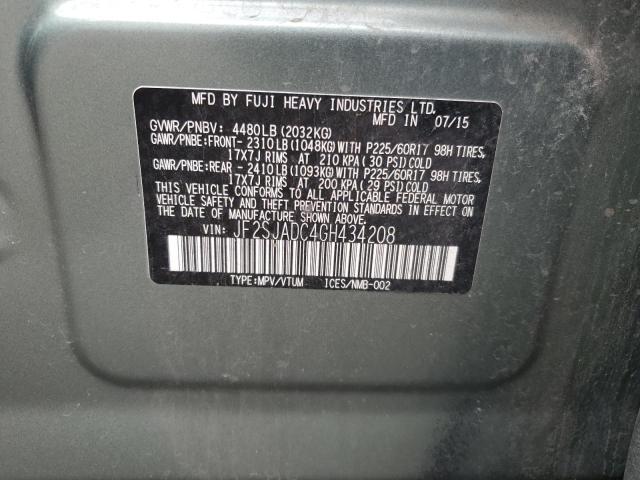 MFD BY FUJI HEAVY INDUSTRIES LTD.
MFD IN 07/15
GVWR/PNBV: 4480LB(2032KG)
GAWR/PNBE:FRONT- 2310LB(1048KG)WITH P225/60R17 98H TIRES,
17X7J RIMS AT 210 KPA(30 PSI)COLD
GAWR/PNBE:REAR - 2410LB(1093KG)WITH P225/60R17 98H TIRES,
17X7J RIMS AT 200 KPA(29 PSI)COLD
THIS VEHICLE CONFORMS TO ALL APPLICABLE FEDERAL MOTOR
VEHICLE SAFETY AND THEFT PREVENTION STANDARDS IN EFFECT ON
THE DATE OF MANUFACTURE SHOWN ABOVE.
VIN: JF2SJADC4GH434208
TYPE:MPV/VTUM ICES/NMB-002